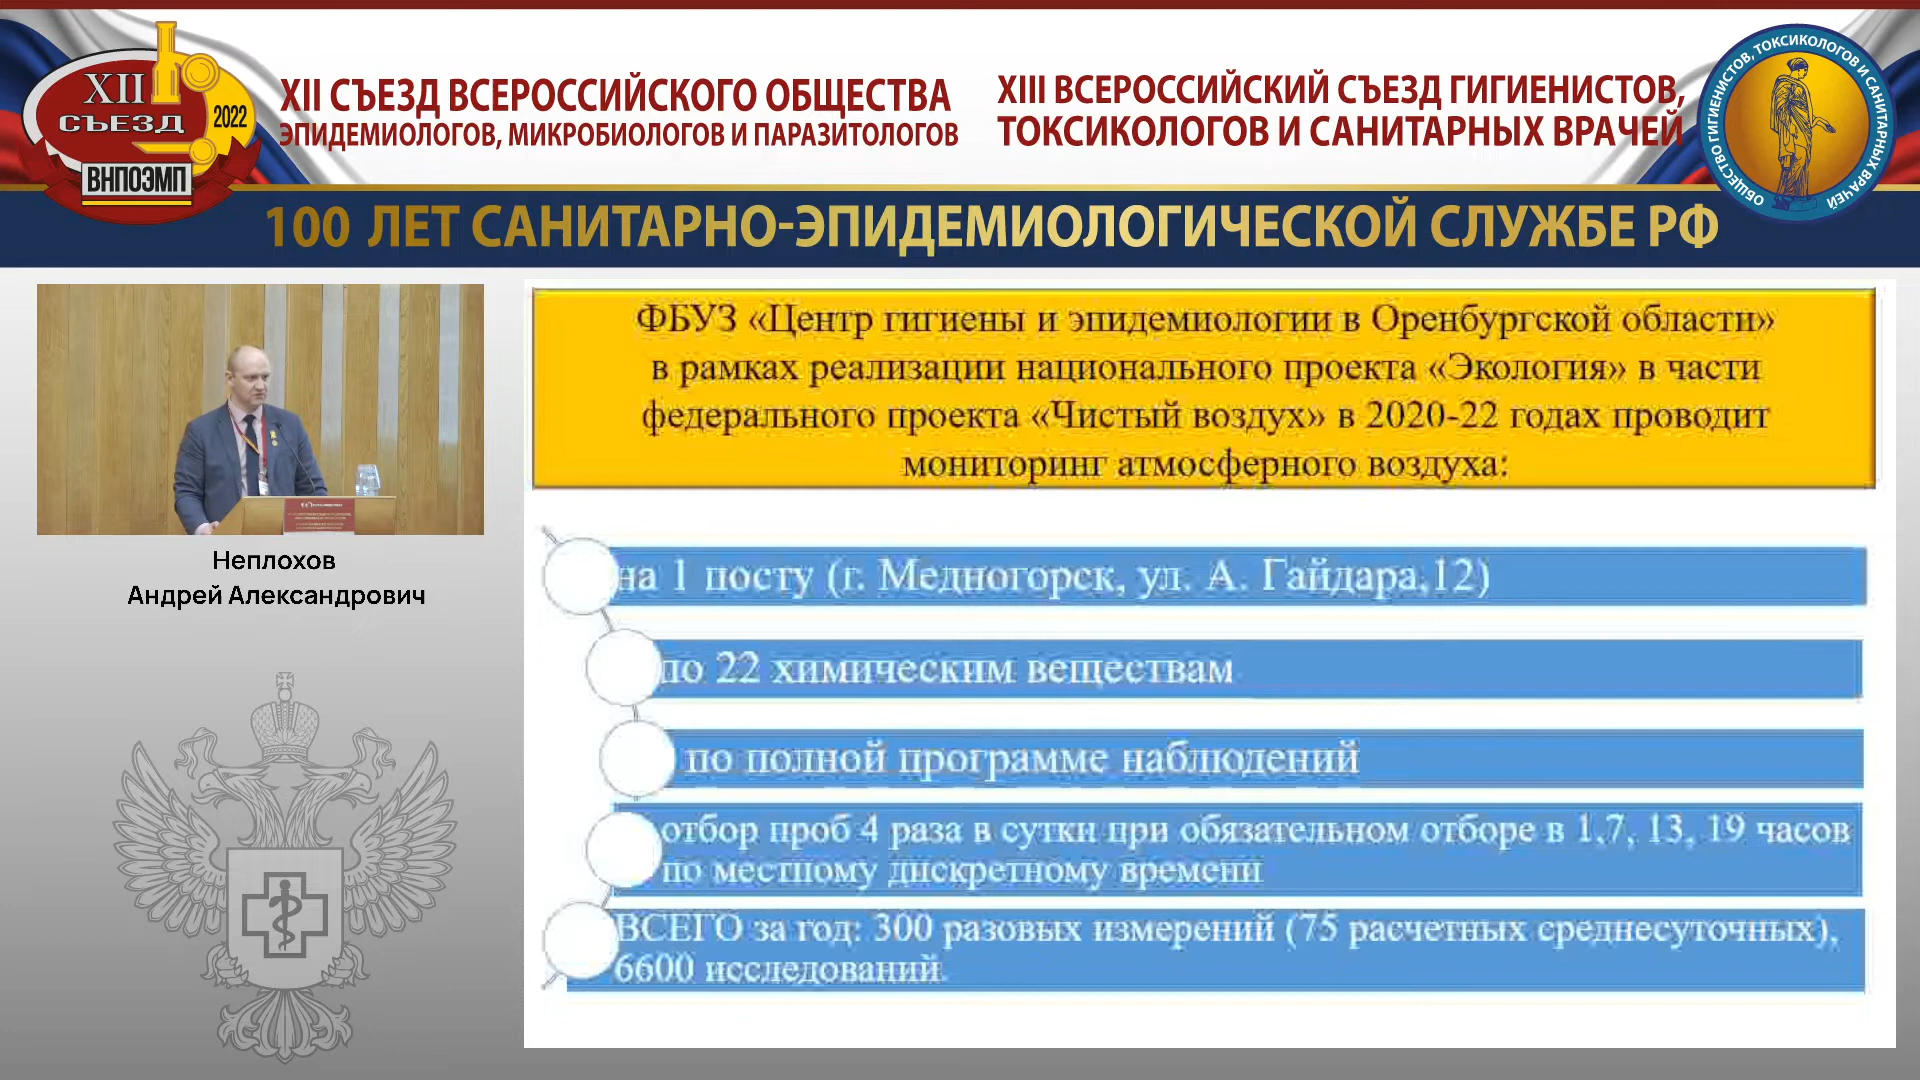 XII
СЪЕЗД
2022
ВНПОЭМП
XII СЪЕЗД ВСЕРОССИЙСКОГО ОБЩЕСТВА
ЭПИДЕМИОЛОГОВ, МИКРОБИОЛОГОВ И ПАРАЗИТОЛОГОВ
XIII ВСЕРОССИЙСКИЙ СЪЕЗД ГИГИЕНИСТОВ,
ТОКСИКОЛОГОВ И САНИТАРНЫХ ВРАЧЕЙ
ОБЩЕСТВО ГИГИЕНИСТОВ, ТОКСИКОЛОГОВ И САНИТАРНЫХ ВРАЧЕЙ
100 ЛЕТ САНИТАРНО-ЭПИДЕМИОЛОГИЧЕСКОЙ СЛУЖБЕ РФ
Неплохов
Андрей Александрович
ФБУЗ «Центр гигиены и эпидемиологии в Оренбургской области»
в рамках реализации национального проекта «Экология» в части
федерального проекта «Чистый воздух» в 2020-22 годах проводит
мониторинг атмосферного воздуха:
на 1 посту (г. Медногорск, ул. А. Гайдара,12)
по 22 химическим веществам
по полной программе наблюдений
отбор проб 4 раза в сутки при обязательном отборе в 1,7, 13, 19 часов
по местному дискретному времени
ВСЕГО за год: 300 разовых измерений (75 расчетных среднесуточных),
6600 исследований.